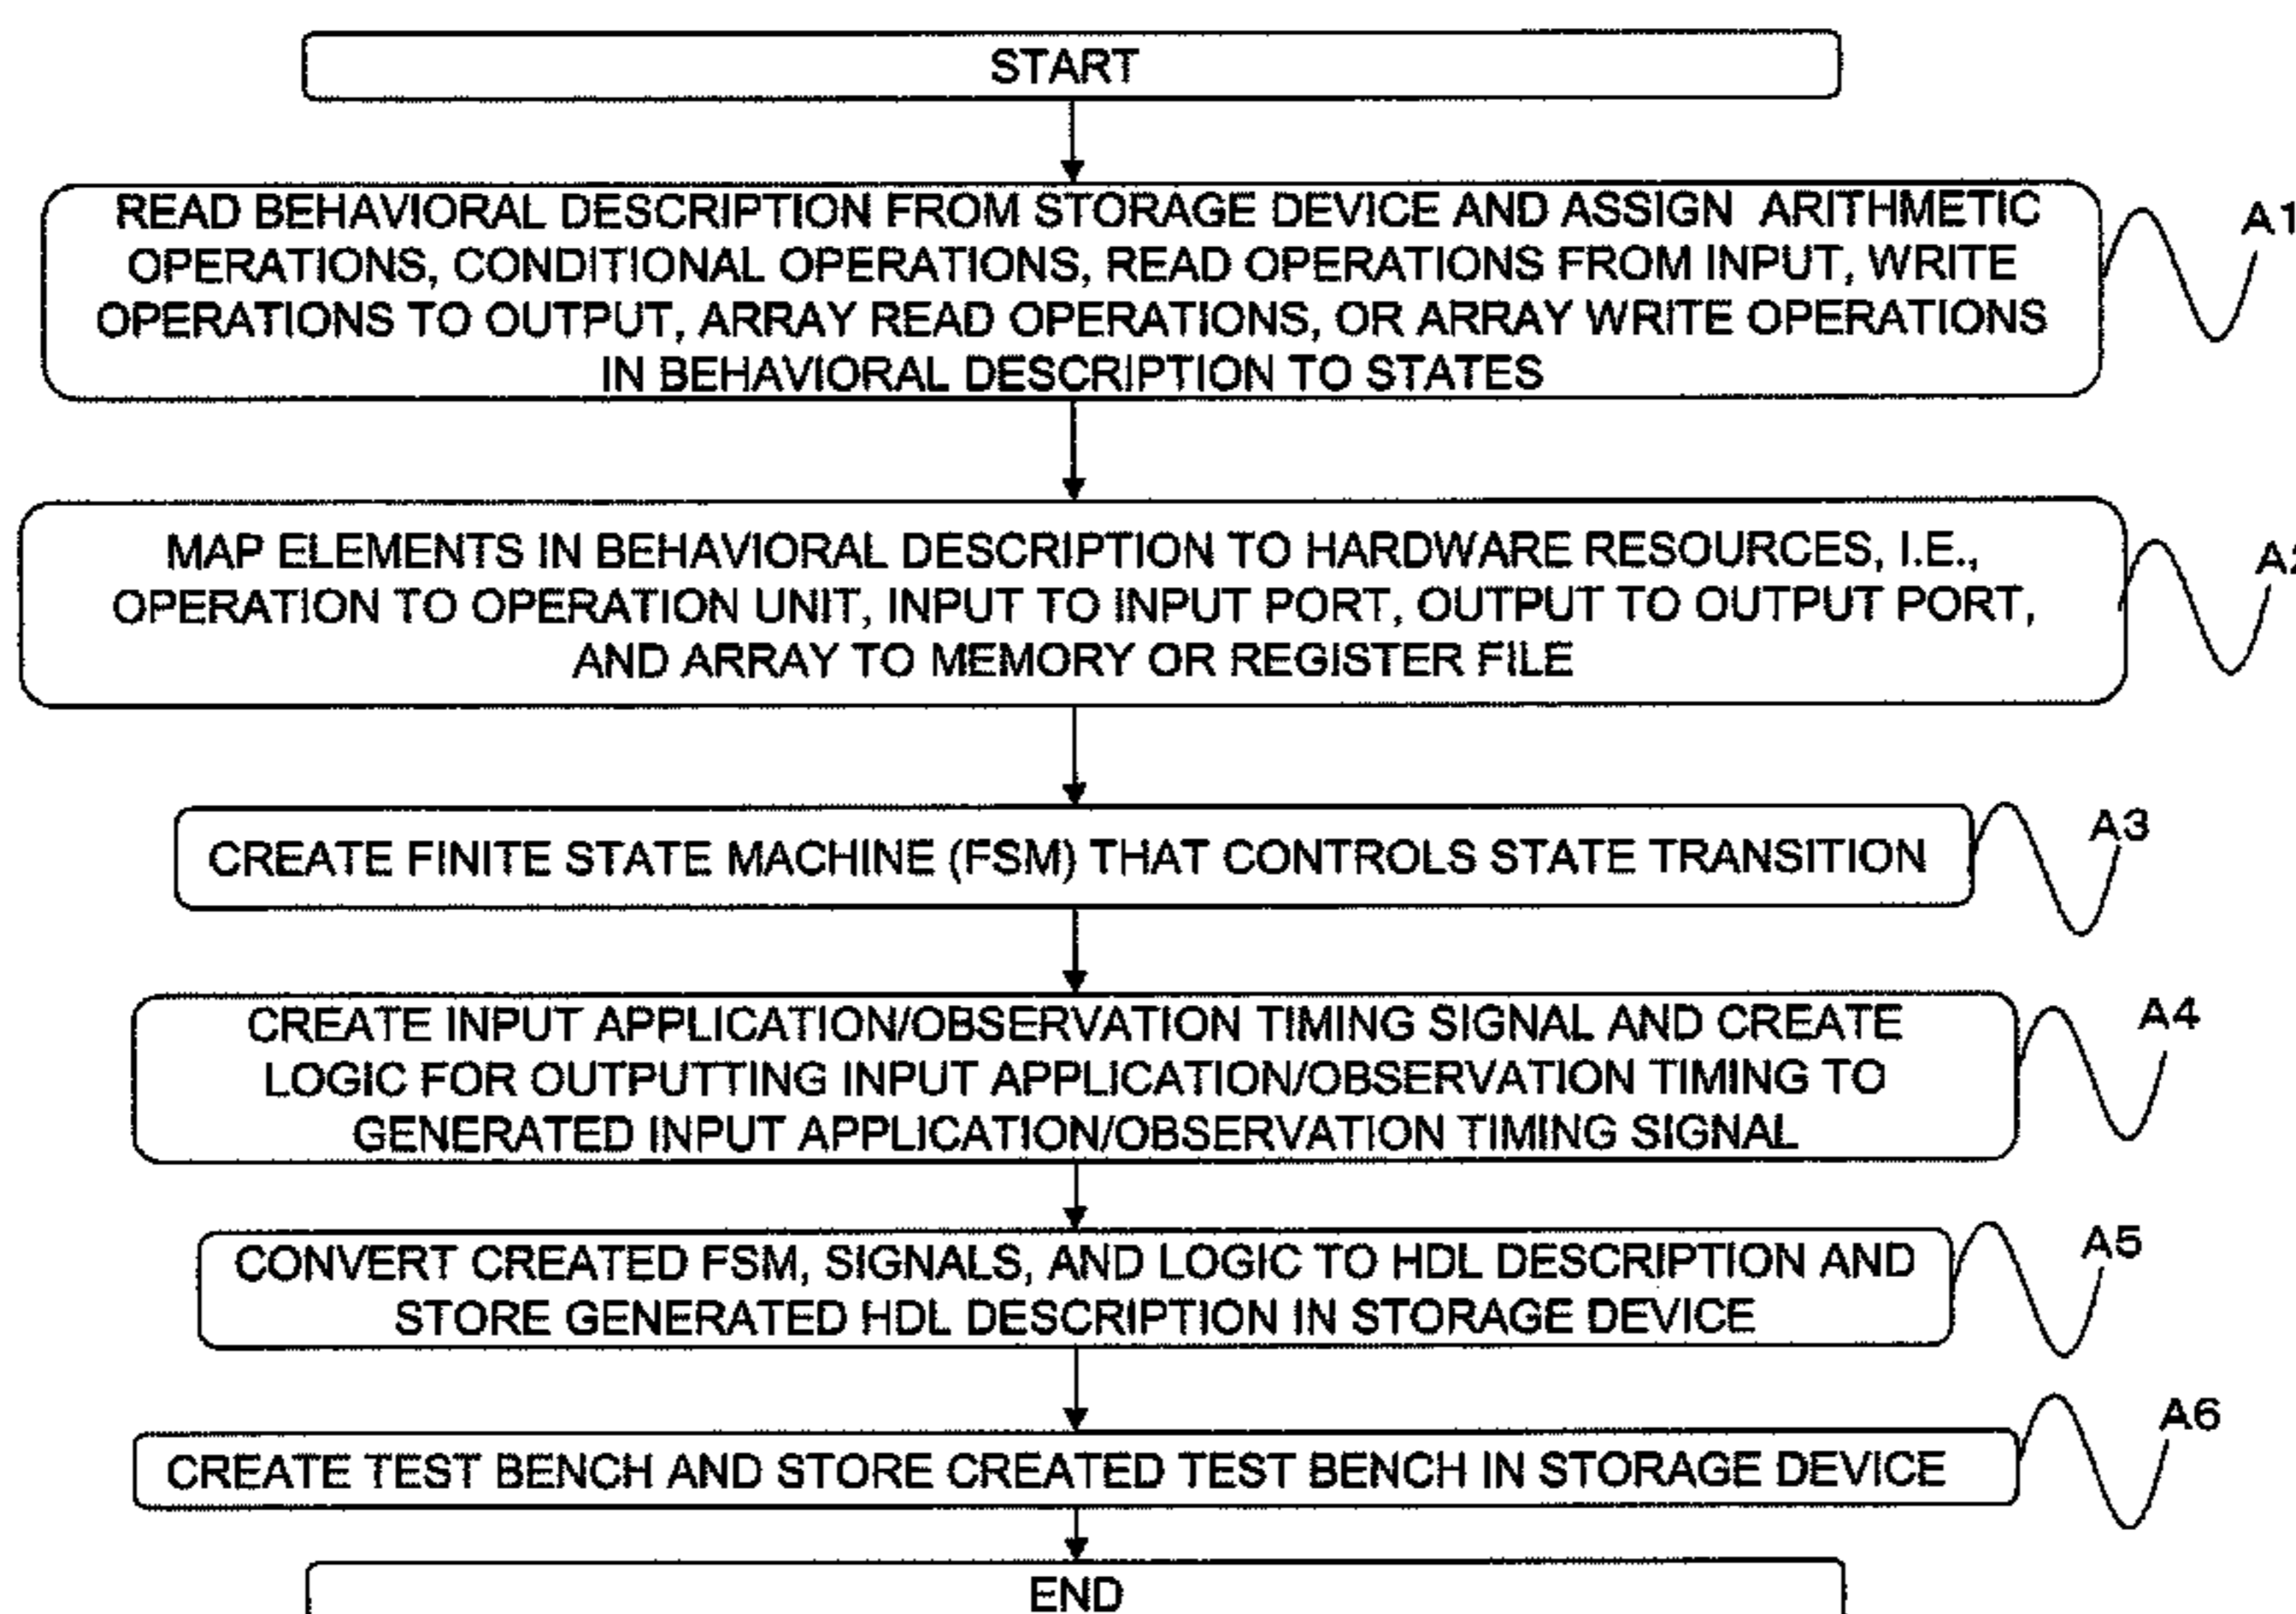 START
READ BEHAVIORAL DESCRIPTION FROM STORAGE DEVICE AND ASSIGN ARITHMETIC
OPERATIONS, CONDITIONAL OPERATIONS, READ OPERATIONS FROM INPUT, WRITE
OPERATIONS TO OUTPUT, ARRAY READ OPERATIONS, OR ARRAY WRITE OPERATIONS
IN BEHAVIORAL DESCRIPTION TO STATES
A1
MAP ELEMENTS IN BEHAVIORAL DESCRIPTION TO HARDWARE RESOURCES, I.E.,
OPERATION TO OPERATION UNIT, INPUT TO INPUT PORT, OUTPUT TO OUTPUT PORT,
AND ARRAY TO MEMORY OR REGISTER FILE
A2
CREATE FINITE STATE MACHINE (FSM) THAT CONTROLS STATE TRANSITION
A3
CREATE INPUT APPLICATION/OBSERVATION TIMING SIGNAL AND CREATE
LOGIC FOR OUTPUTTING INPUT APPLICATION/OBSERVATION TIMING TO
GENERATED INPUT APPLICATION/OBSERVATION TIMING SIGNAL
A4
CONVERT CREATED FSM, SIGNALS, AND LOGIC TO HDL DESCRIPTION AND
STORE GENERATED HDL DESCRIPTION IN STORAGE DEVICE
A5
CREATE TEST BENCH AND STORE CREATED TEST BENCH IN STORAGE DEVICE
A6
END